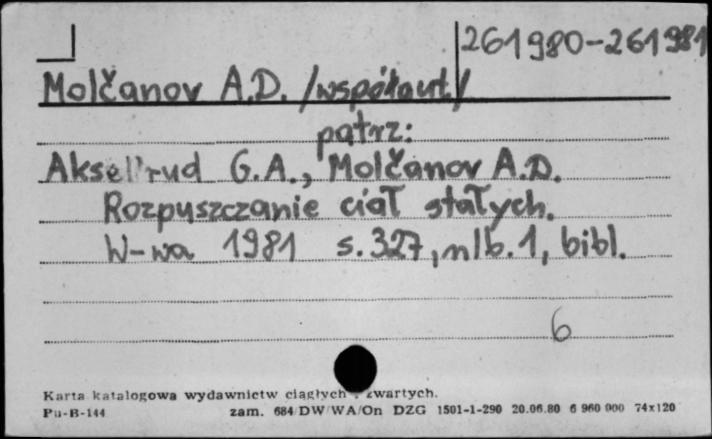 261980-261981
Molčanov A.D. /współaut./
patrz:
Aksel'rud G.A., Molčanov A.D.
Rozpuszczanie ciał stałych.
W-wa 1981 s. 327, nlb. 1, bibl.
6
Karta katalogowa wydawnictw ciągłych i zwartych.
Pu-B-144 zam. 684/DW/WA/On DZG 1501-1-290 20.06.80 6 960 000 74x120